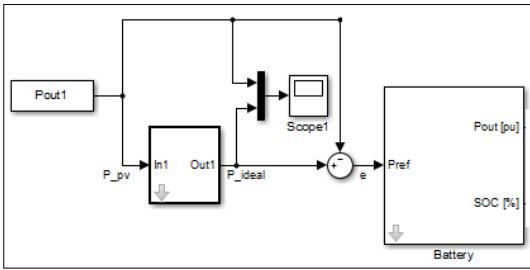 Pout1
Scope1
In1
Out1
P_pv
P_ideal
+
−
e
Pref
Pout [pu]
SOC [%]
Battery